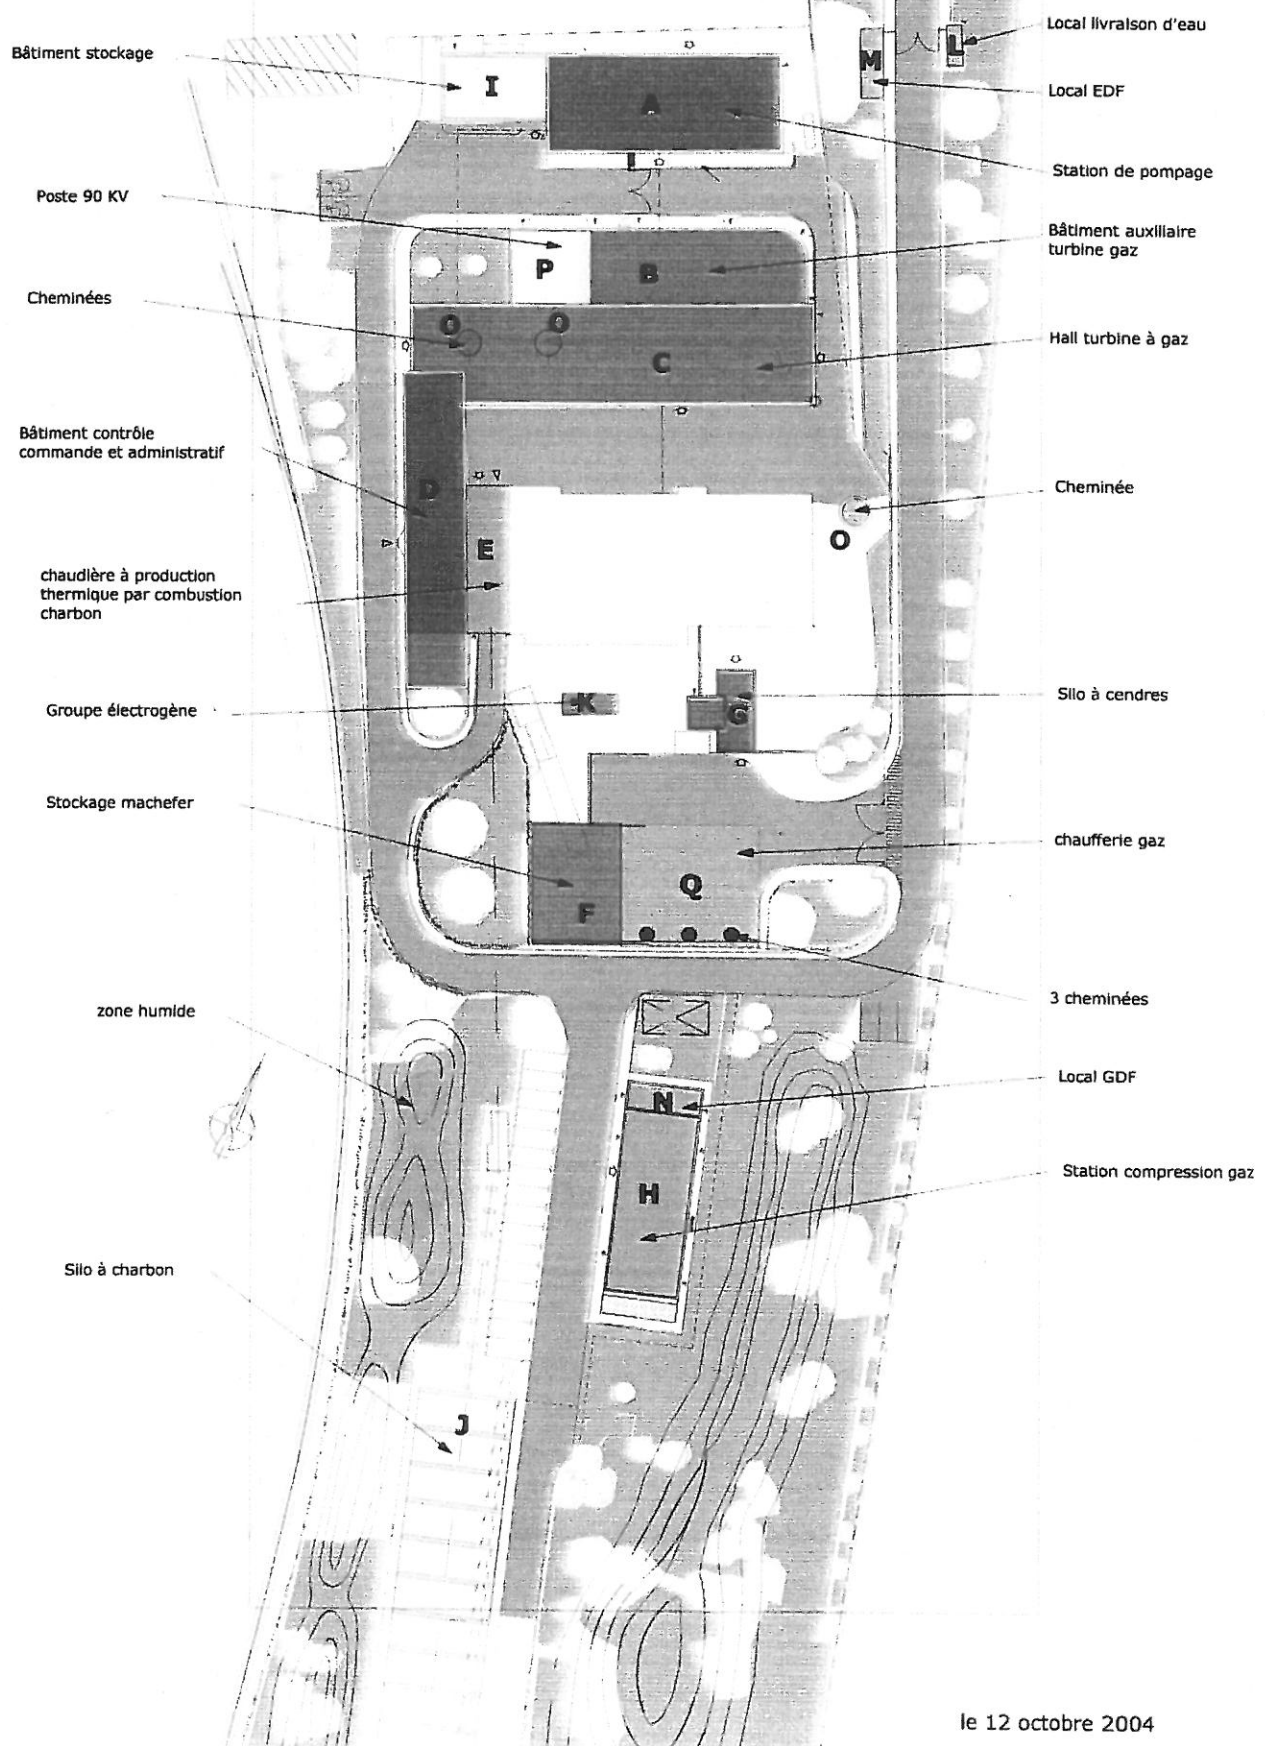 Local livraison d'eau
Bâtiment stockage
M
L
I
A
Local EDF
Station de pompage
Poste 90 KV
P
B
Bâtiment auxiliaire
turbine gaz
Cheminées
O
O
C
Hall turbine à gaz
Bâtiment contrôle
commande et administratif
D
Cheminée
O
E
chaudière à production
thermique par combustion
charbon
Groupe électrogène
K
G
Silo à cendres
Stockage machefer
chaufferie gaz
Q
F
3 cheminées
zone humide
Local GDF
N
Station compression gaz
H
Silo à charbon
J
le 12 octobre 2004